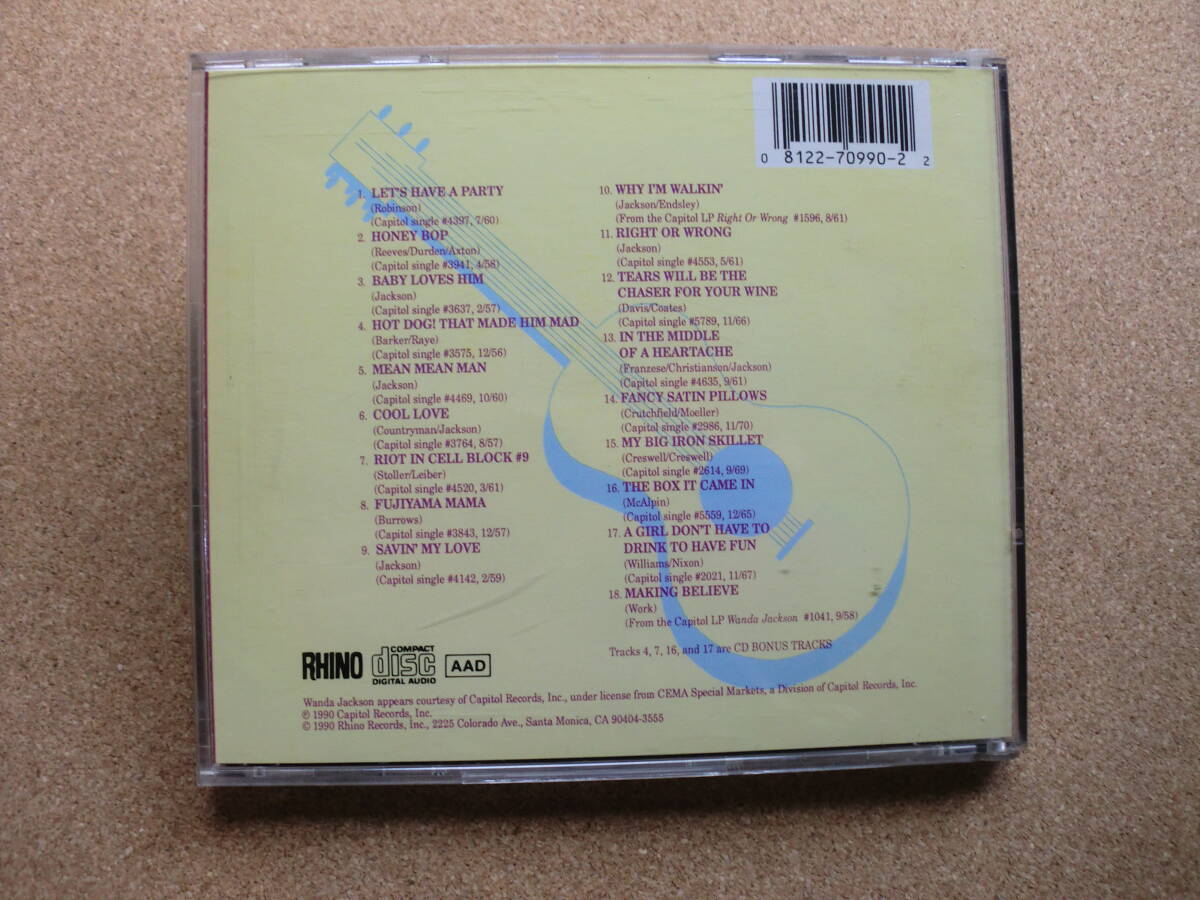 0 8122-70990-2 2
1. LET'S HAVE A PARTY
(Robinson)
(Capitol single #4397, 7/60)
2. HONEY BOP
(Reeves/Durden/Axton)
(Capitol single #3941, 4/58)
3. BABY LOVES HIM
(Jackson)
(Capitol single #3637, 2/57)
4. HOT DOG! THAT MADE HIM MAD
(Barker/Raye)
(Capitol single #3575, 12/56)
5. MEAN MEAN MAN
(Jackson)
(Capitol single #4469, 10/60)
6. COOL LOVE
(Countryman/Jackson)
(Capitol single #3764, 8/57)
7. RIOT IN CELL BLOCK #9
(Stoller/Leiber)
(Capitol single #4520, 3/61)
8. FUJIYAMA MAMA
(Burrows)
(Capitol single #3843, 12/57)
9. SAVIN' MY LOVE
(Jackson)
(Capitol single #4142, 2/59)
10. WHY I'M WALKIN'
(Jackson/Endsley)
(From the Capitol LP Right Or Wrong #1596, 8/61)
11. RIGHT OR WRONG
(Jackson)
(Capitol single #4553, 5/61)
12. TEARS WILL BE THE
CHASER FOR YOUR WINE
(Davis/Coates)
(Capitol single #5789, 11/66)
13. IN THE MIDDLE
OF A HEARTACHE
(Franzese/Christianson/Jackson)
(Capitol single #4635, 9/61)
14. FANCY SATIN PILLOWS
(Crutchfield/Moeller)
(Capitol single #2986, 11/70)
15. MY BIG IRON SKILLET
(Creswell/Creswell)
(Capitol single #2614, 9/69)
16. THE BOX IT CAME IN
(McAlpin)
(Capitol single #5559, 12/65)
17. A GIRL DON'T HAVE TO
DRINK TO HAVE FUN
(Williams/Nixon)
(Capitol single #2021, 11/67)
18. MAKING BELIEVE
(Work)
(From the Capitol LP Wanda Jackson #1041, 9/58)
Tracks 4, 7, 16, and 17 are CD BONUS TRACKS
RHINO COMPACT disc DIGITAL AUDIO AAD
Wanda Jackson appears courtesy of Capitol Records, Inc., under license from CEMA Special Markets, a Division of Capitol Records, Inc.
℗ 1990 Capitol Records, Inc.
© 1990 Rhino Records, Inc., 2225 Colorado Ave., Santa Monica, CA 90404-3555